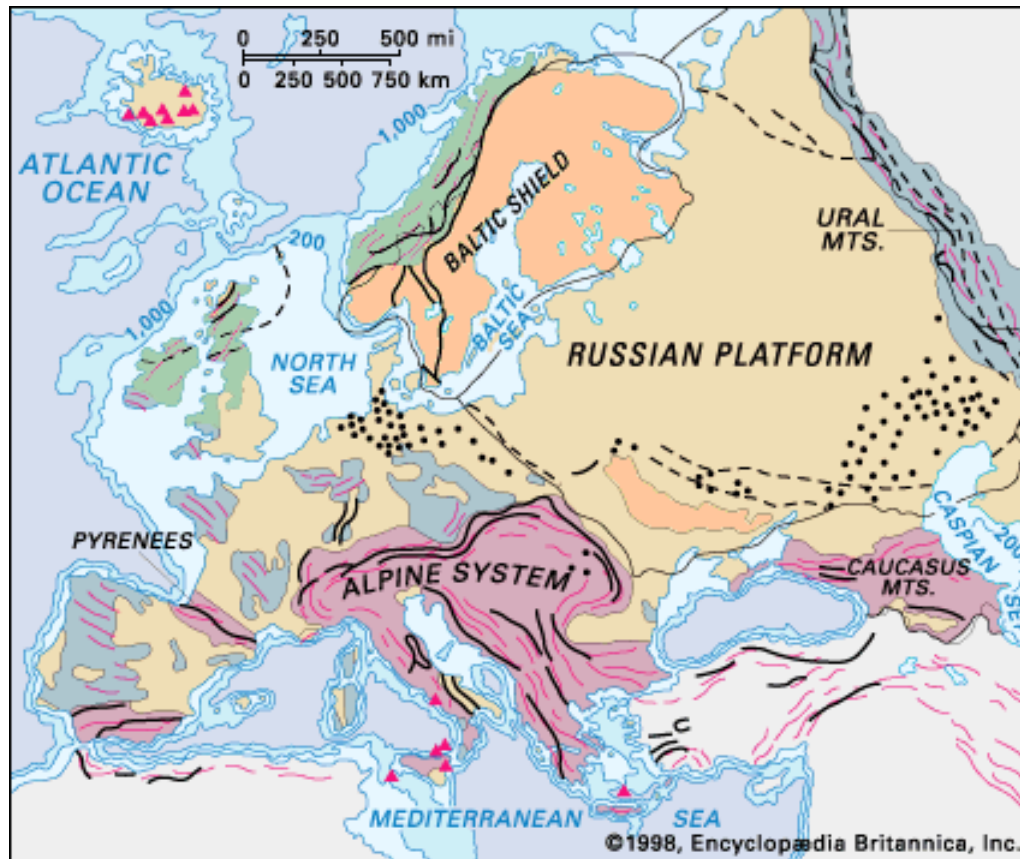 0 250 500 mi
0 250 500 750 km
1,000
ATLANTIC
OCEAN
BALTIC SHIELD
URAL
MTS.
200
1,000
BALTIC
SEA
NORTH
SEA
RUSSIAN PLATFORM
PYRENEES
CASPIAN
SEA
200
ALPINE SYSTEM
CAUCASUS
MTS.
MEDITERRANEAN SEA
©1998, Encyclopædia Britannica, Inc.